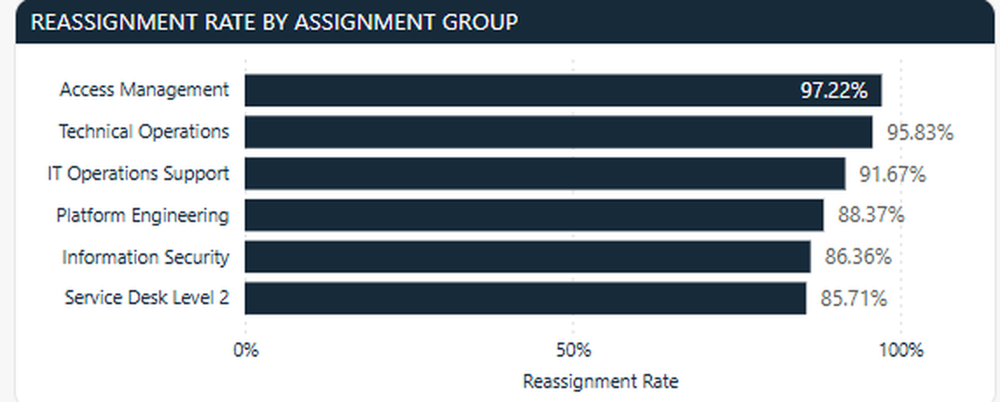 REASSIGNMENT RATE BY ASSIGNMENT GROUP
Access Management 97.22%
Technical Operations 95.83%
IT Operations Support 91.67%
Platform Engineering 88.37%
Information Security 86.36%
Service Desk Level 2 85.71%
0% 50% 100%
Reassignment Rate